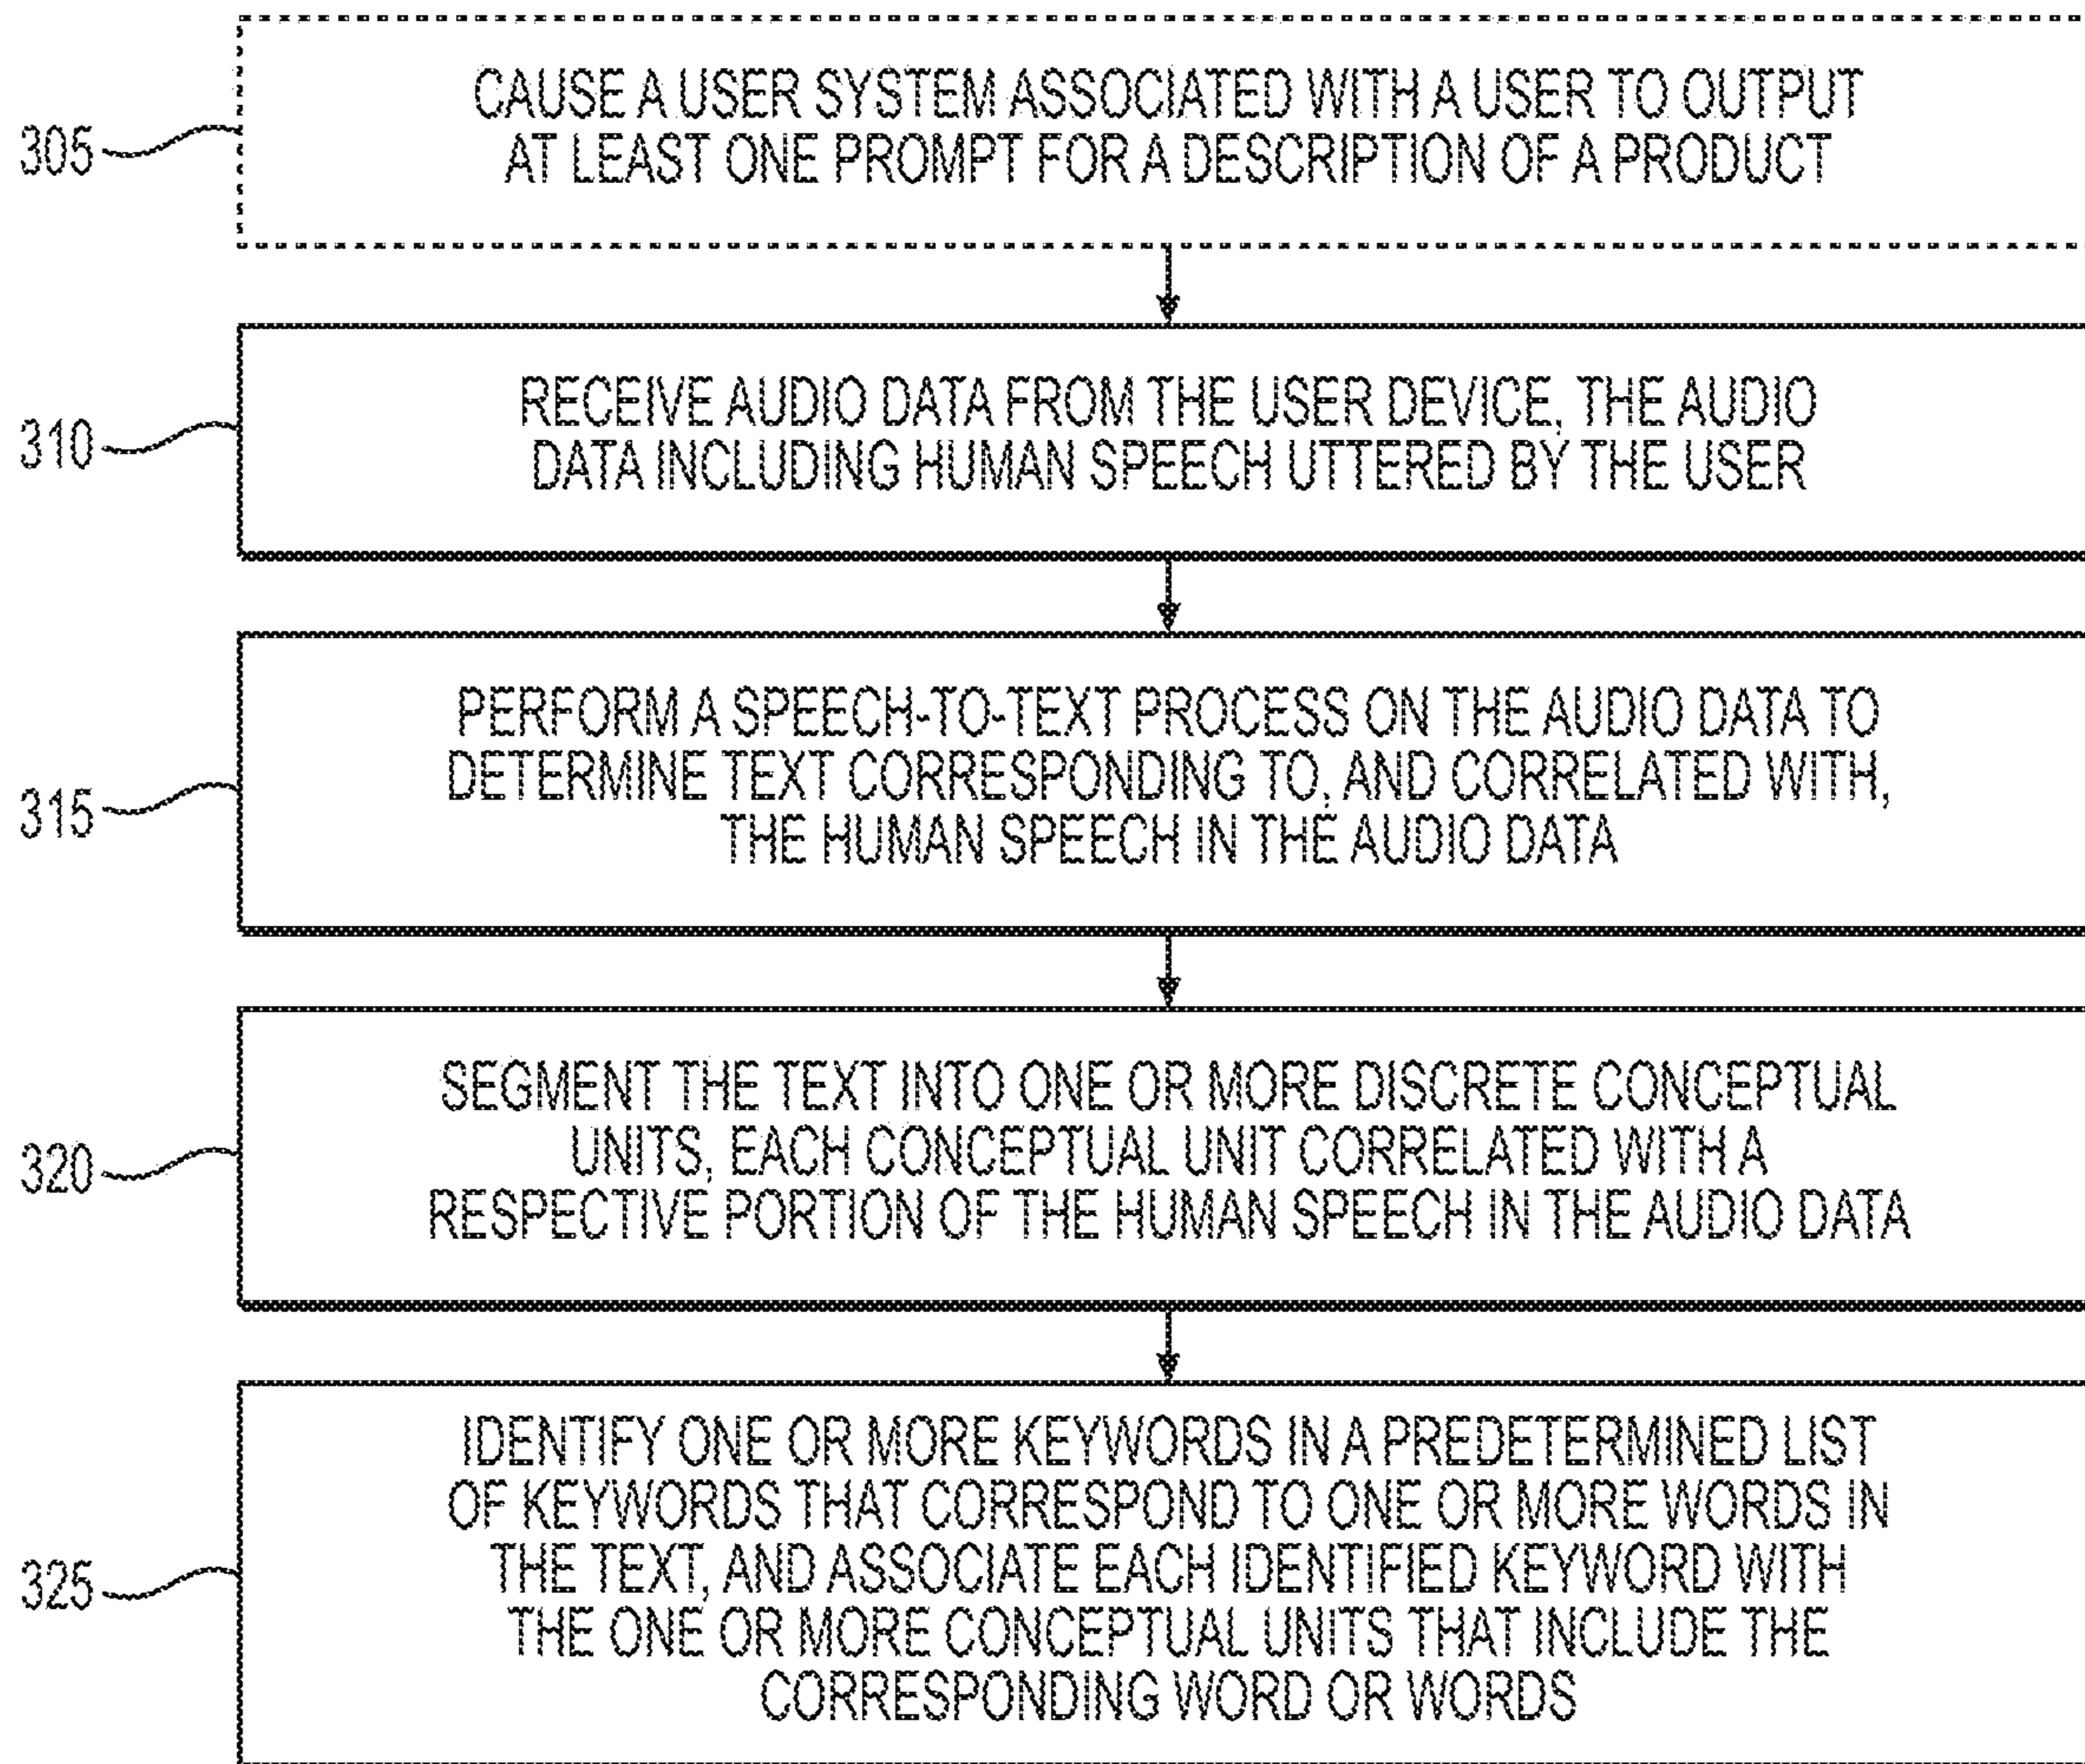 305
CAUSE A USER SYSTEM ASSOCIATED WITH A USER TO OUTPUT
AT LEAST ONE PROMPT FOR A DESCRIPTION OF A PRODUCT
310
RECEIVE AUDIO DATA FROM THE USER DEVICE, THE AUDIO
DATA INCLUDING HUMAN SPEECH UTTERED BY THE USER
315
PERFORM A SPEECH-TO-TEXT PROCESS ON THE AUDIO DATA TO
DETERMINE TEXT CORRESPONDING TO, AND CORRELATED WITH,
THE HUMAN SPEECH IN THE AUDIO DATA
320
SEGMENT THE TEXT INTO ONE OR MORE DISCRETE CONCEPTUAL
UNITS, EACH CONCEPTUAL UNIT CORRELATED WITH A
RESPECTIVE PORTION OF THE HUMAN SPEECH IN THE AUDIO DATA
325
IDENTIFY ONE OR MORE KEYWORDS IN A PREDETERMINED LIST
OF KEYWORDS THAT CORRESPOND TO ONE OR MORE WORDS IN
THE TEXT, AND ASSOCIATE EACH IDENTIFIED KEYWORD WITH
THE ONE OR MORE CONCEPTUAL UNITS THAT INCLUDE THE
CORRESPONDING WORD OR WORDS